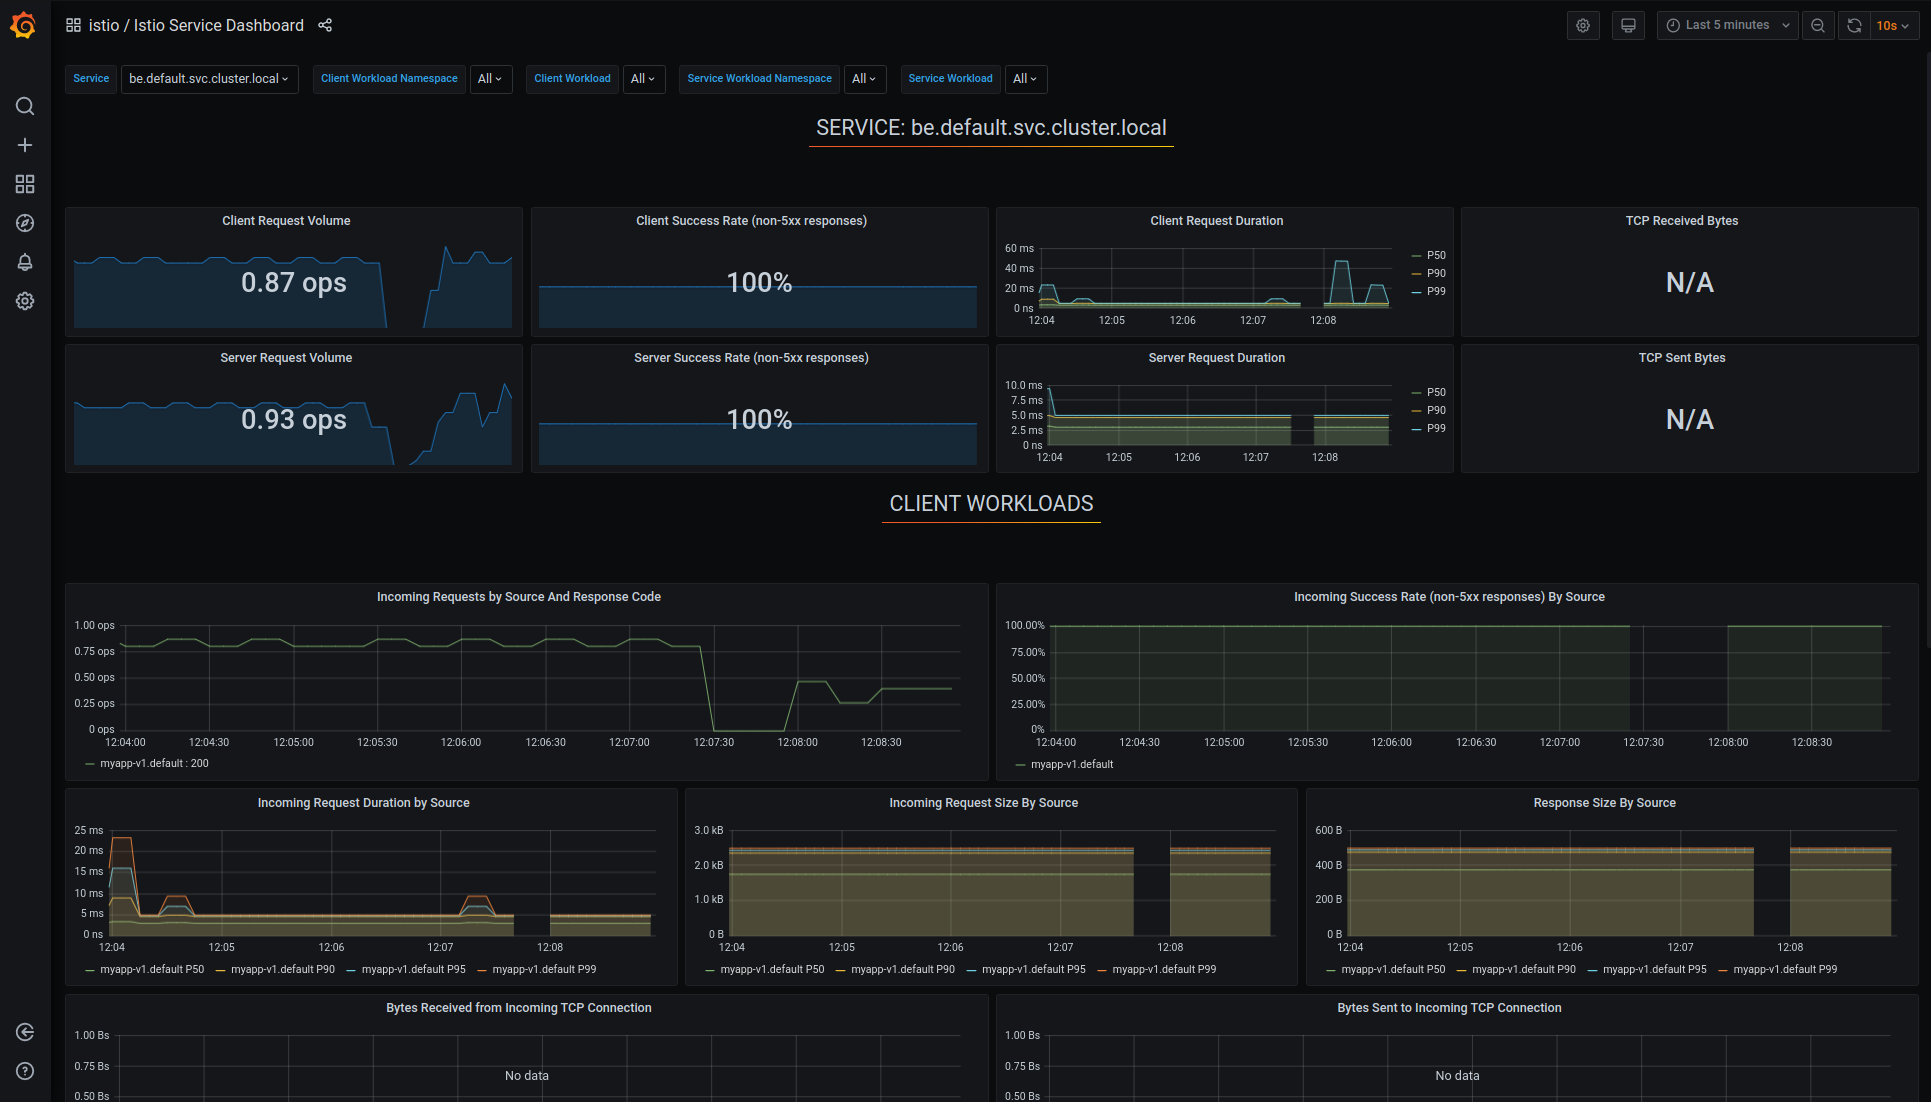 istio / Istio Service Dashboard
Last 5 minutes
10s
Service be.default.svc.cluster.local Client Workload Namespace All Client Workload All Service Workload Namespace All Service Workload All
SERVICE: be.default.svc.cluster.local
Client Request Volume
0.87 ops
Client Success Rate (non-5xx responses)
100%
Client Request Duration
60 ms
40 ms
20 ms
0 ns
12:04 12:05 12:06 12:07 12:08
P50
P90
P99
TCP Received Bytes
N/A
Server Request Volume
0.93 ops
Server Success Rate (non-5xx responses)
100%
Server Request Duration
10.0 ms
7.5 ms
5.0 ms
2.5 ms
0 ns
12:04 12:05 12:06 12:07 12:08
P50
P90
P99
TCP Sent Bytes
N/A
CLIENT WORKLOADS
Incoming Requests by Source And Response Code
1.00 ops
0.75 ops
0.50 ops
0.25 ops
0 ops
12:04:00 12:04:30 12:05:00 12:05:30 12:06:00 12:06:30 12:07:00 12:07:30 12:08:00 12:08:30
myapp-v1.default : 200
Incoming Success Rate (non-5xx responses) By Source
100.00%
75.00%
50.00%
25.00%
0%
12:04:00 12:04:30 12:05:00 12:05:30 12:06:00 12:06:30 12:07:00 12:07:30 12:08:00 12:08:30
myapp-v1.default
Incoming Request Duration by Source
25 ms
20 ms
15 ms
10 ms
5 ms
0 ns
12:04 12:05 12:06 12:07 12:08
myapp-v1.default P50 myapp-v1.default P90 myapp-v1.default P95 myapp-v1.default P99
Incoming Request Size By Source
3.0 kB
2.0 kB
1.0 kB
0 B
12:04 12:05 12:06 12:07 12:08
myapp-v1.default P50 myapp-v1.default P90 myapp-v1.default P95 myapp-v1.default P99
Response Size By Source
600 B
400 B
200 B
0 B
12:04 12:05 12:06 12:07 12:08
myapp-v1.default P50 myapp-v1.default P90 myapp-v1.default P95 myapp-v1.default P99
Bytes Received from Incoming TCP Connection
1.00 Bs
0.75 Bs
0.50 Bs
No data
Bytes Sent to Incoming TCP Connection
1.00 Bs
0.75 Bs
0.50 Bs
No data